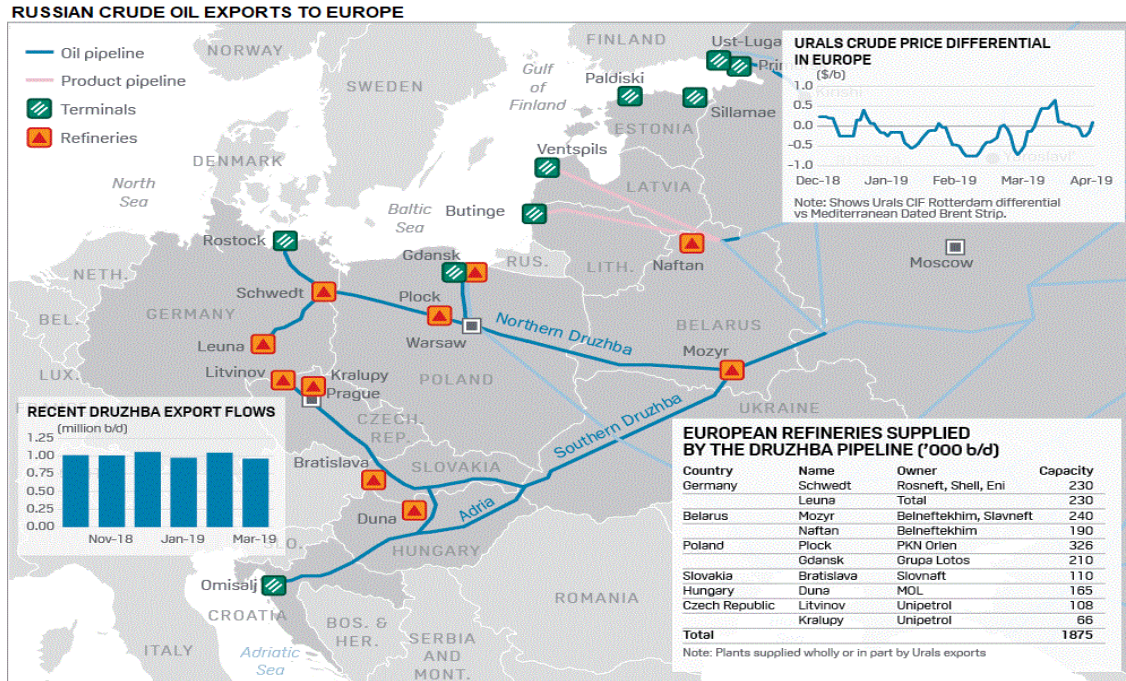 RUSSIAN CRUDE OIL EXPORTS TO EUROPE
Oil pipeline
Product pipeline
Terminals
Refineries
NORWAY
SWEDEN
FINLAND
Gulf
of
Finland
Ust-Luga
Paldiski
Sillamae
ESTONIA
Ventspils
LATVIA
Butinge
Baltic
Sea
DENMARK
North
Sea
Rostock
Gdansk
RUS.
LITH.
Naftan
Moscow
NETH.
Schwedt
GERMANY
Plock
Warsaw
Northern Druzhba
BELARUS
Mozyr
BEL.
Leuna
LUX.
Litvinov
Kralupy
Prague
POLAND
CZECH.
REP.
UKRAINE
Southern Druzhba
Bratislava
SLOVAKIA
Duna
Adria
HUNGARY
Omisalj
CROATIA
BOS. &
HER.
SERBIA
AND
MONT.
ROMANIA
ITALY
Adriatic
Sea
URALS CRUDE PRICE DIFFERENTIAL
IN EUROPE
($/b)
1.0
0.5
0.0
-0.5
-1.0
Yaroslavl'
Dec-18 Jan-19 Feb-19 Mar-19 Apr-19
Note: Shows Urals CIF Rotterdam differential
vs Mediterranean Dated Brent Strip.
RECENT DRUZHBA EXPORT FLOWS
(million b/d)
1.25
1.00
0.75
0.50
0.25
0.00
Nov-18 Jan-19 Mar-19
EUROPEAN REFINERIES SUPPLIED
BY THE DRUZHBA PIPELINE ('000 b/d)
Country Name Owner Capacity
Germany Schwedt Rosneft, Shell, Eni 230
Leuna Total 230
Belarus Mozyr Belneftekhim, Slavneft 240
Naftan Belneftekhim 190
Poland Plock PKN Orlen 326
Gdansk Grupa Lotos 210
Slovakia Bratislava Slovnaft 110
Hungary Duna MOL 165
Czech Republic Litvinov Unipetrol 108
Kralupy Unipetrol 66
Total 1875
Note: Plants supplied wholly or in part by Urals exports